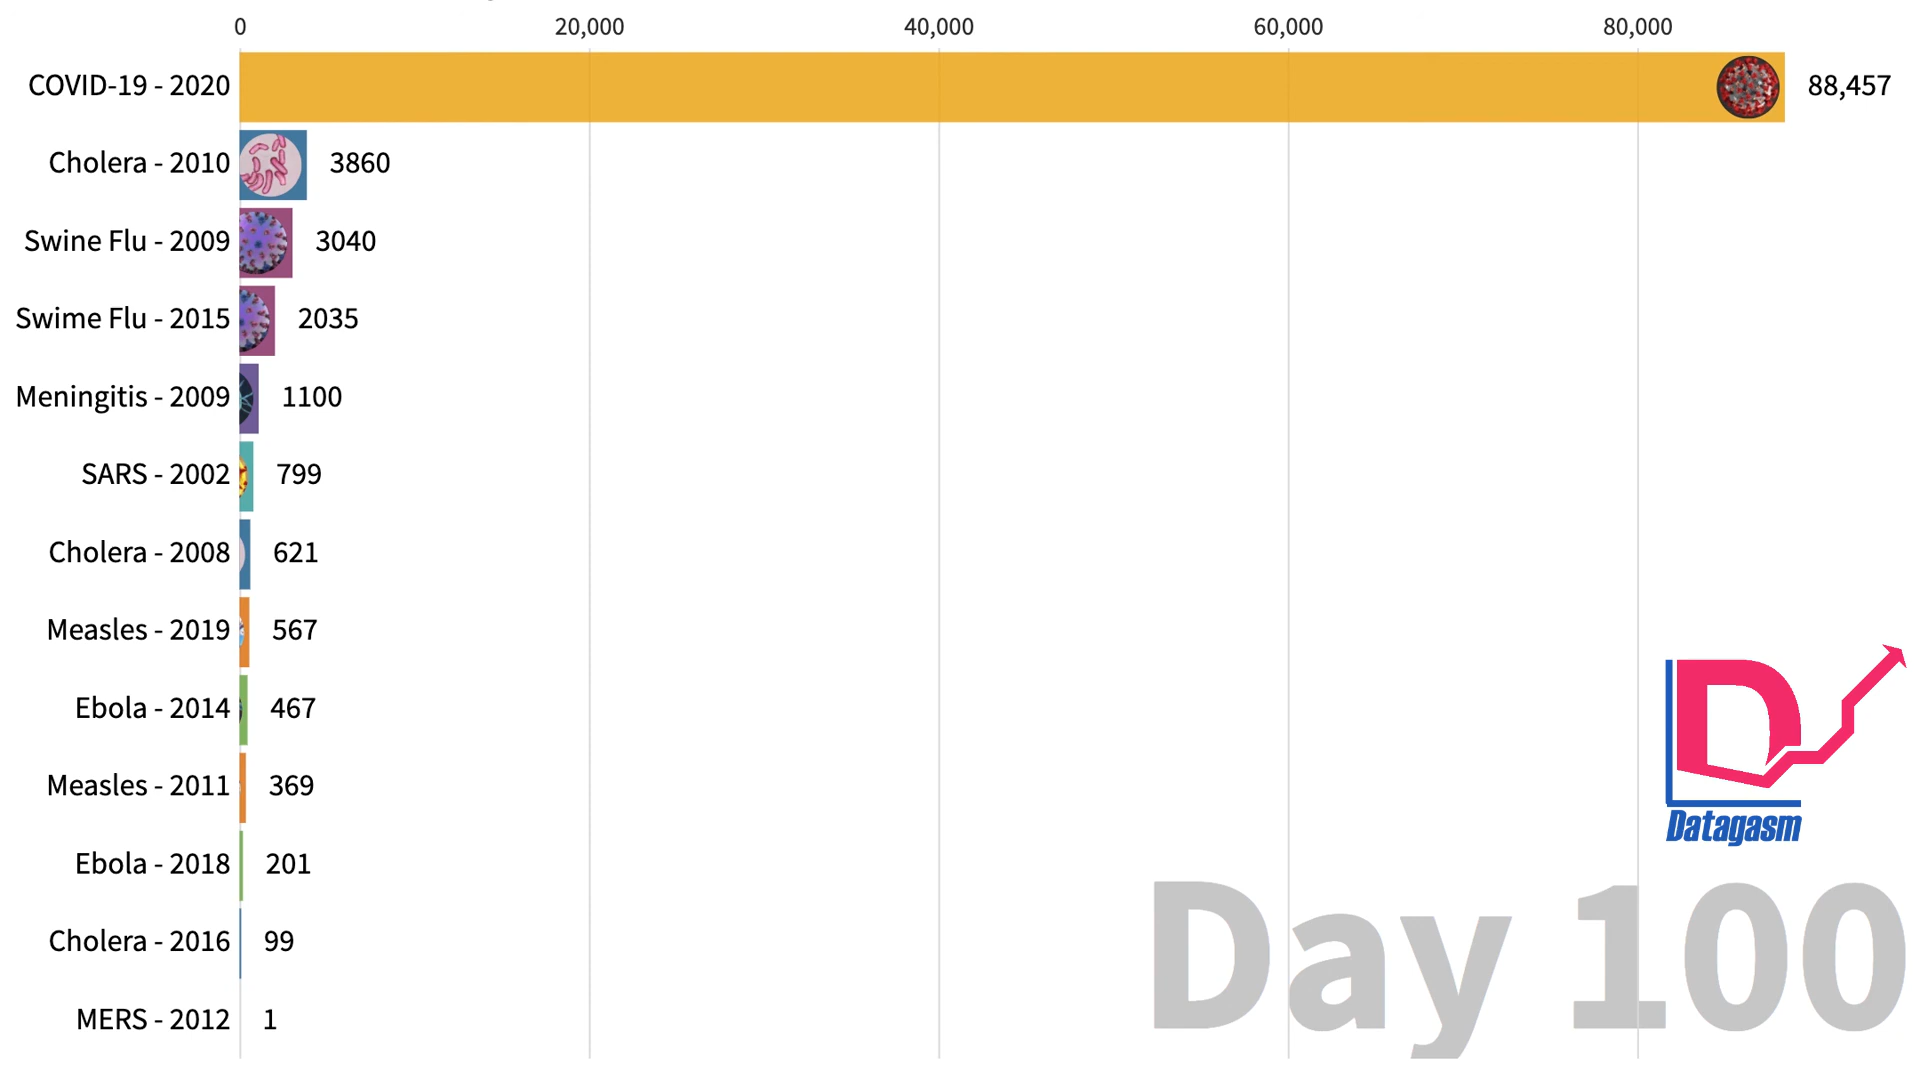 0 20,000 40,000 60,000 80,000
COVID-19 - 2020 88,457
Cholera - 2010 3860
Swine Flu - 2009 3040
Swime Flu - 2015 2035
Meningitis - 2009 1100
SARS - 2002 799
Cholera - 2008 621
Measles - 2019 567
Ebola - 2014 467
Measles - 2011 369
D
Datagasm
Ebola - 2018 201
Cholera - 2016 99
MERS - 2012 1
Day 100